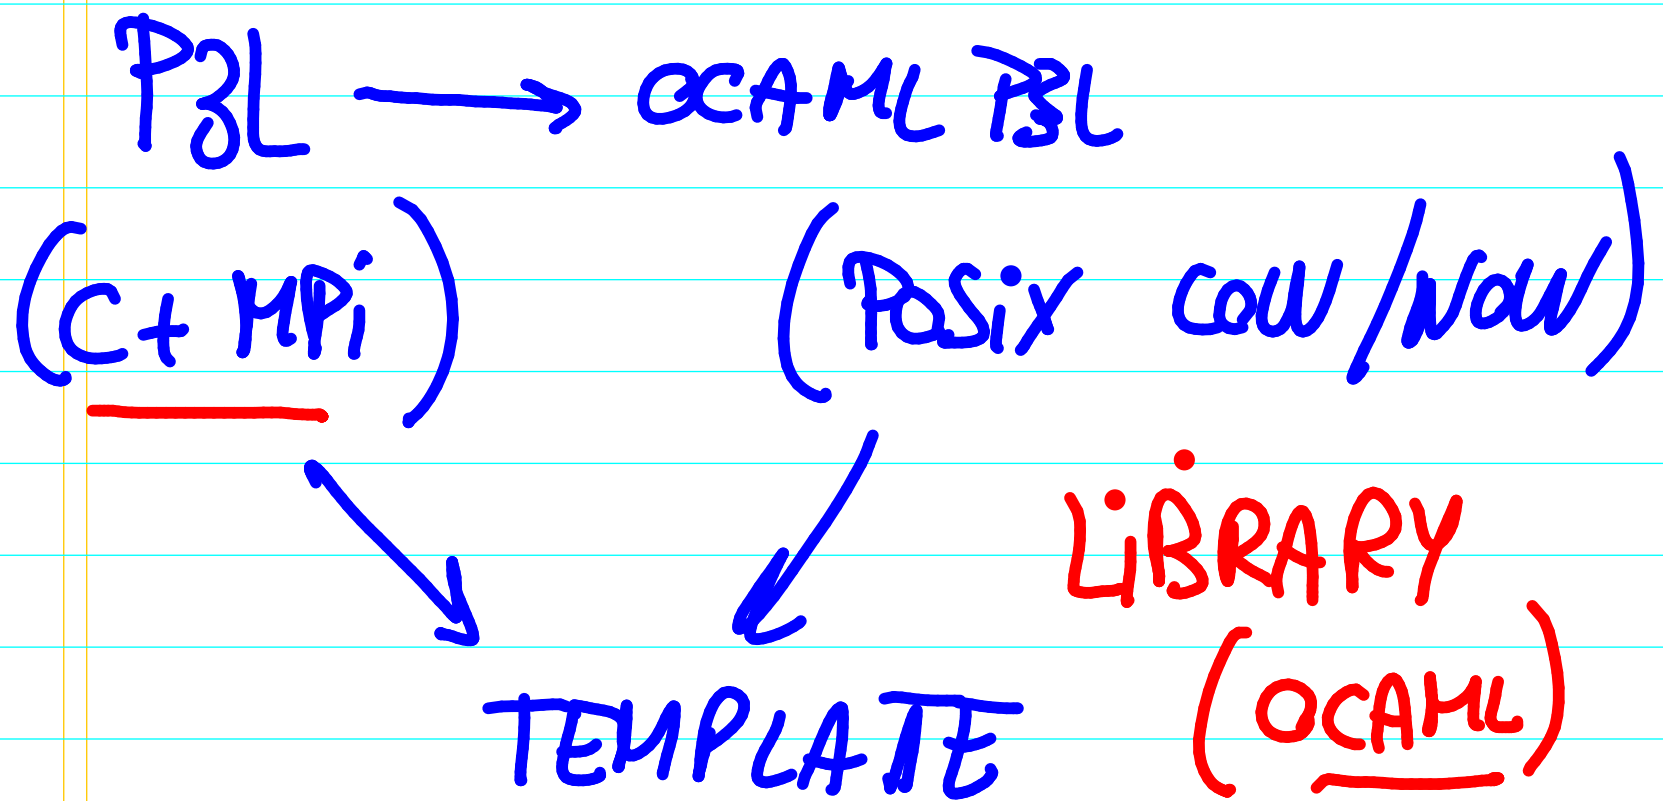 P3L → OCAML P3L
(C + MPi) (POSiX COW/NOW)
LiBRARY
TEMPLATE (OCAML)